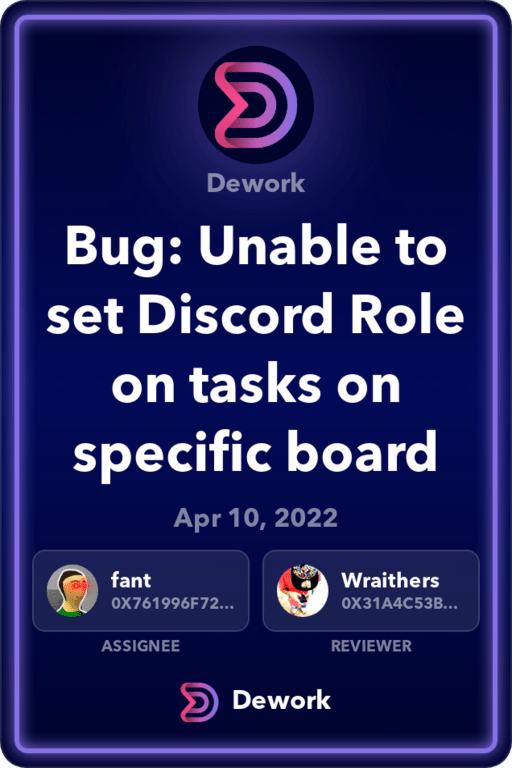 Dework
Bug: Unable to
set Discord Role
on tasks on
specific board
Apr 10, 2022
fant
0X761996F72...
ASSIGNEE
Wraithers
0X31A4C53B...
REVIEWER
Dework